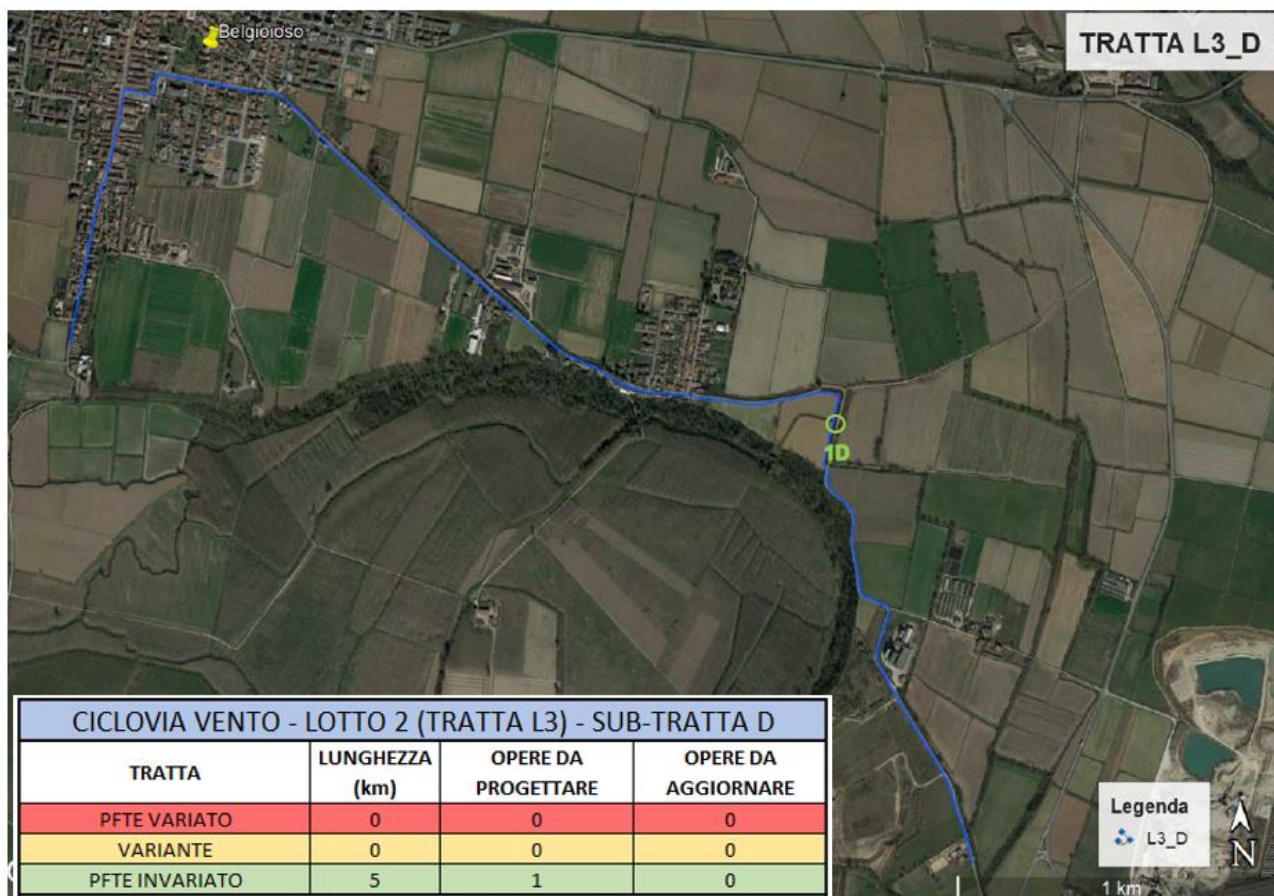 Belgioioso
TRATTA L3_D
1D
CICLOVIA VENTO - LOTTO 2 (TRATTA L3) - SUB-TRATTA D
TRATTA LUNGHEZZA (km) OPERE DA PROGETTARE OPERE DA AGGIORNARE
PFTE VARIATO 0 0 0
VARIANTE 0 0 0
PFTE INVARIATO 5 1 0
Legenda
L3_D
N
1 km